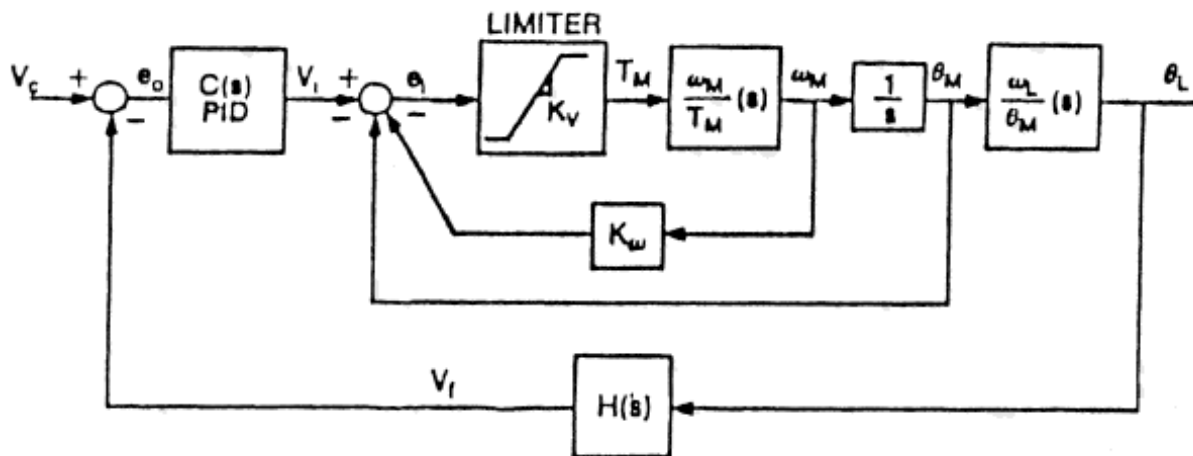 LIMITER
V_c + − e_o C(s) PID V_i + − − e_i K_v T_M ω_M/T_M (s) ω_M 1/s θ_M ω_L/θ_M (s) θ_L
K_ω
V_f
H(s)